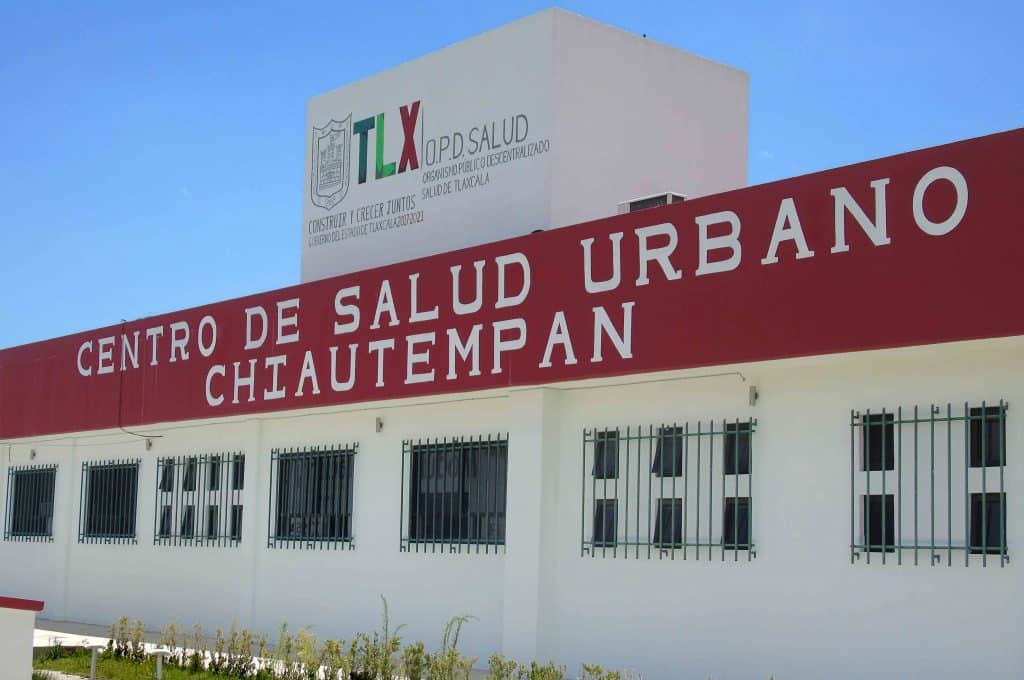 TLX
O.P.D. SALUD
ORGANISMO PÚBLICO DESCENTRALIZADO
SALUD DE TLAXCALA
CONSTRUIR Y CRECER JUNTOS
GOBIERNO DEL ESTADO DE TLAXCALA 2017-2021
CENTRO DE SALUD URBANO
CHIAUTEMPAN